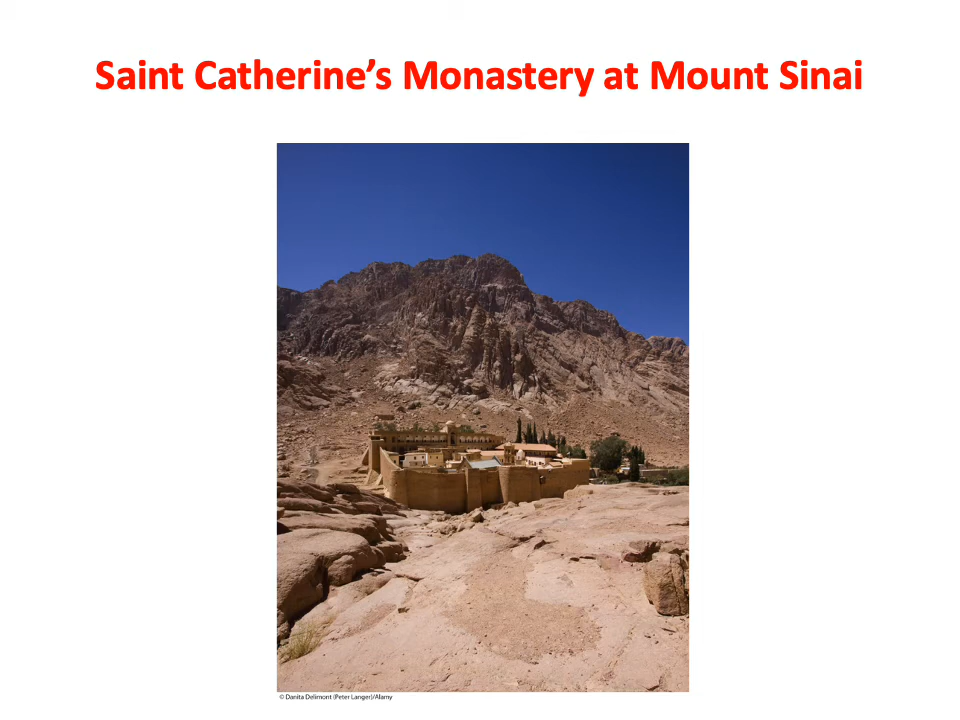 Saint Catherine’s Monastery at Mount Sinai
© Danita Delimont (Peter Langer)/Alamy